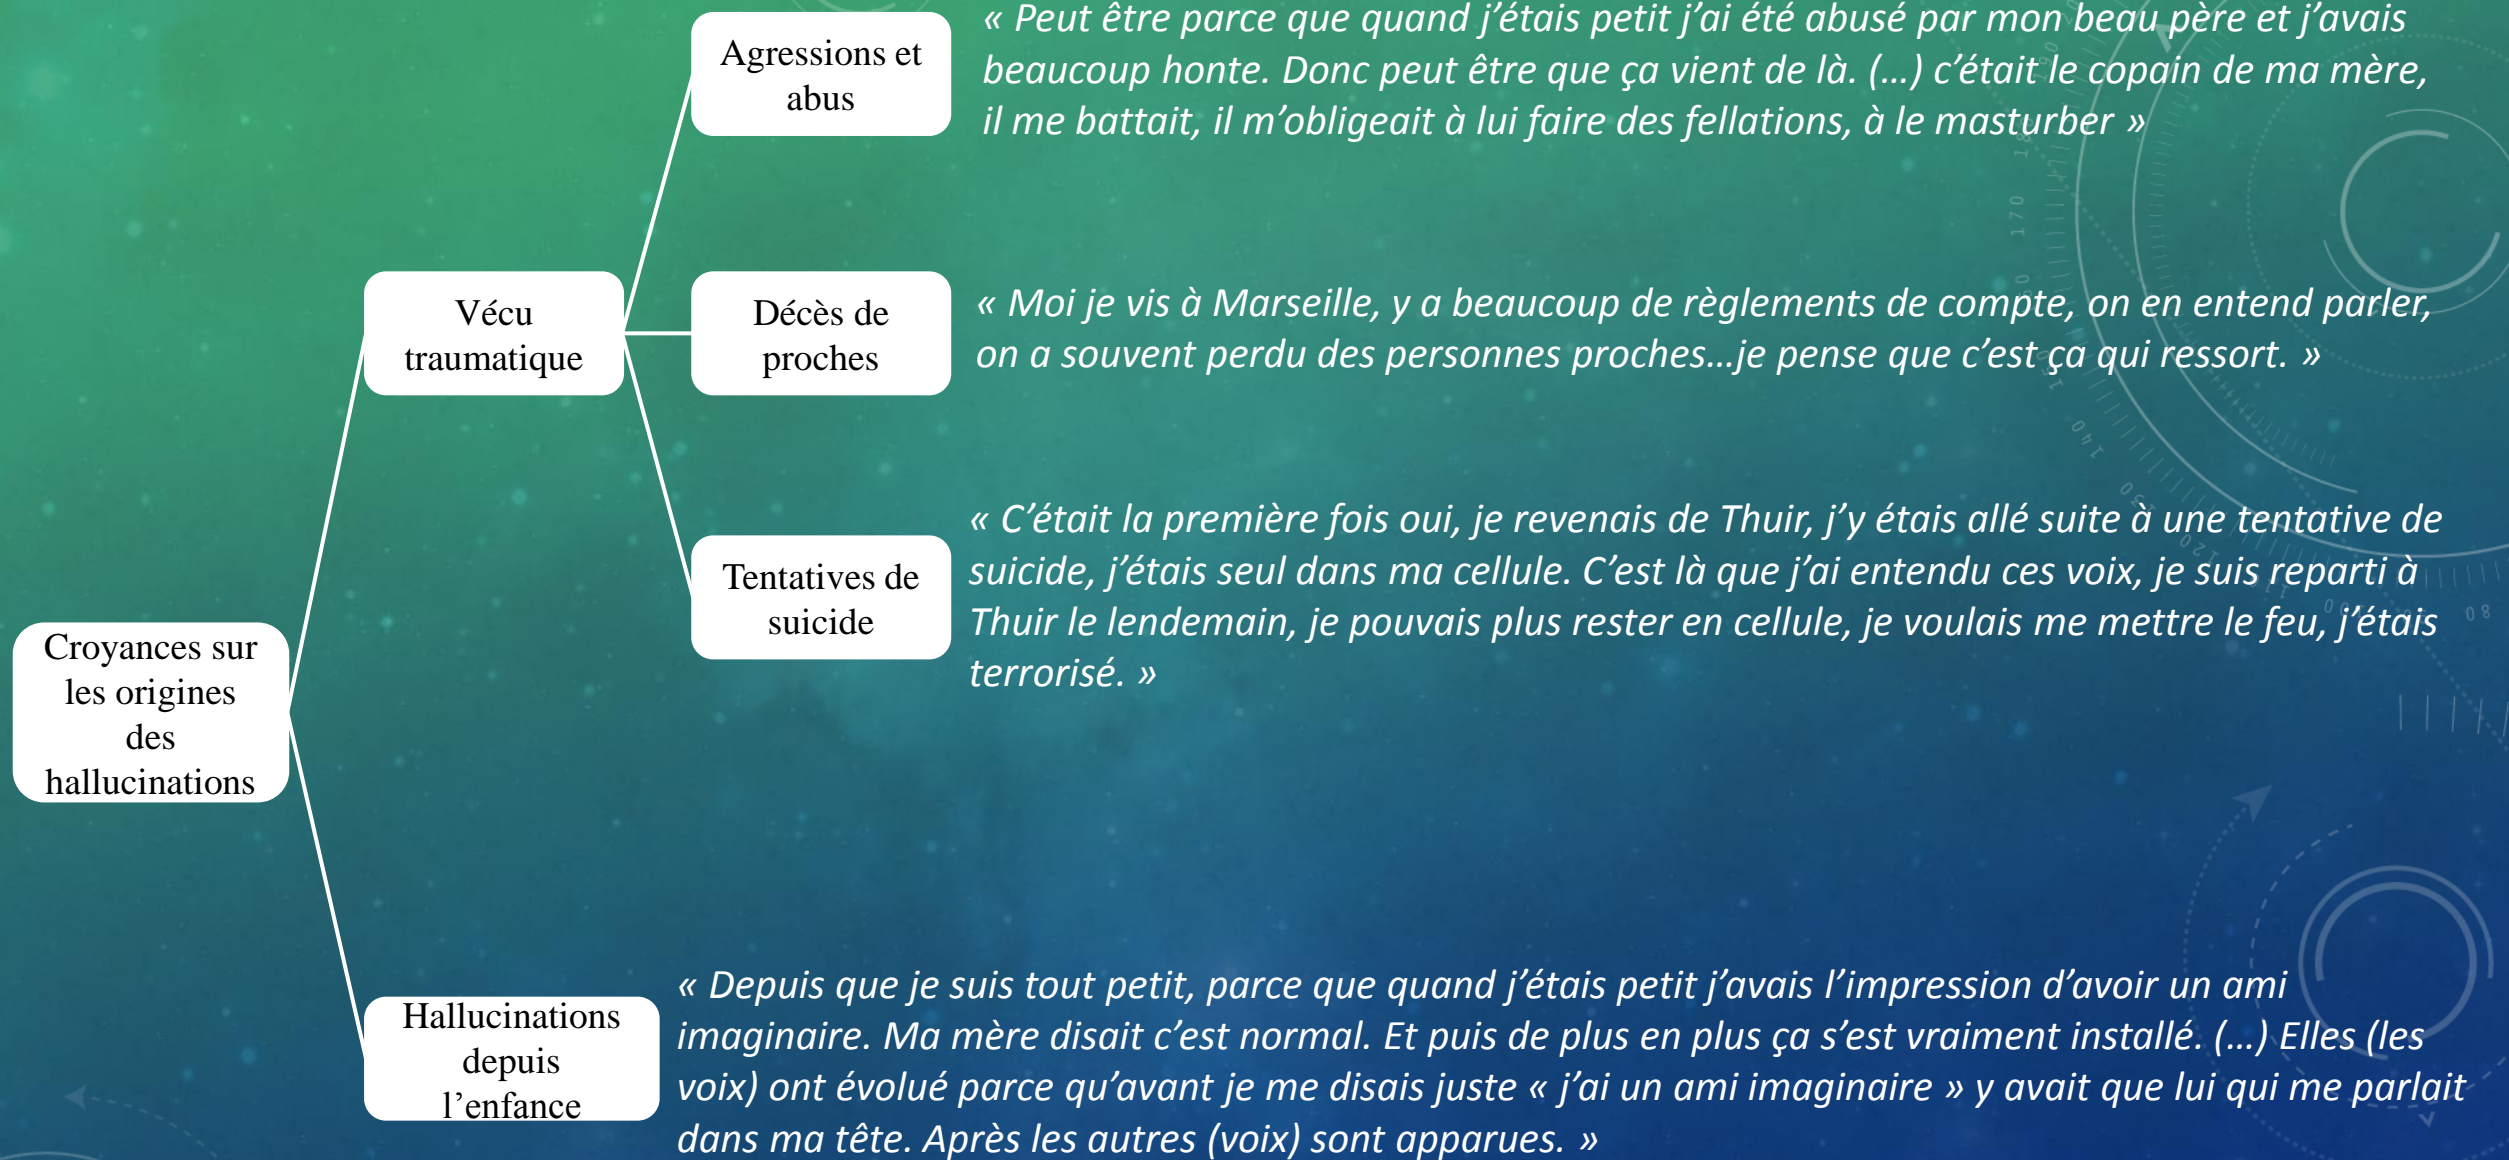 Agressions et
abus
« Peut être parce que quand j’étais petit j’ai été abusé par mon beau père et j’avais
beaucoup honte. Donc peut être que ça vient de là. (…) c’était le copain de ma mère,
il me battait, il m’obligeait à lui faire des fellations, à le masturber »
Vécu
traumatique
Décès de
proches
« Moi je vis à Marseille, y a beaucoup de règlements de compte, on en entend parler,
on a souvent perdu des personnes proches…je pense que c’est ça qui ressort. »
Tentatives de
suicide
« C’était la première fois oui, je revenais de Thuir, j’y étais allé suite à une tentative de
suicide, j’étais seul dans ma cellule. C’est là que j’ai entendu ces voix, je suis reparti à
Thuir le lendemain, je pouvais plus rester en cellule, je voulais me mettre le feu, j’étais
terrorisé. »
Croyances sur
les origines
des
hallucinations
Hallucinations
depuis
l’enfance
« Depuis que je suis tout petit, parce que quand j’étais petit j’avais l’impression d’avoir un ami
imaginaire. Ma mère disait c’est normal. Et puis de plus en plus ça s’est vraiment installé. (…) Elles (les
voix) ont évolué parce qu’avant je me disais juste « j’ai un ami imaginaire » y avait que lui qui me parlait
dans ma tête. Après les autres (voix) sont apparues. »
170
140
80